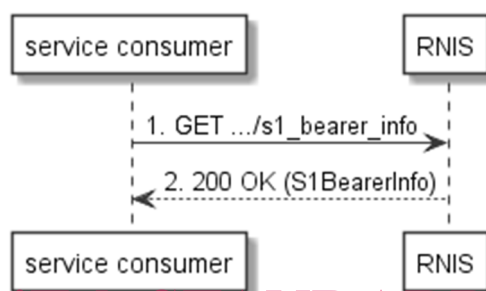 service consumer
RNIS
1. GET .../s1_bearer_info
2. 200 OK (S1BearerInfo)
service consumer
RNIS